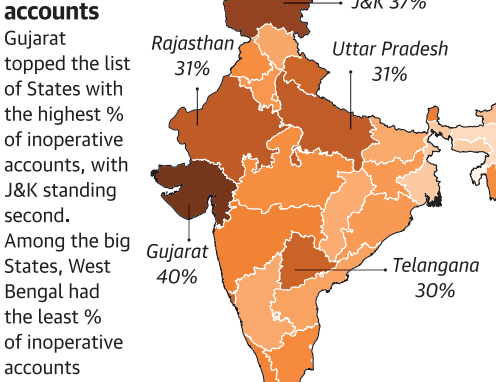 accounts
Gujarat
topped the list
of States with
the highest %
of inoperative
accounts, with
J&K standing
second.
Among the big
States, West
Bengal had
the least %
of inoperative
accounts
J&K 37%
Rajasthan
31%
Uttar Pradesh
31%
Gujarat
40%
Telangana
30%